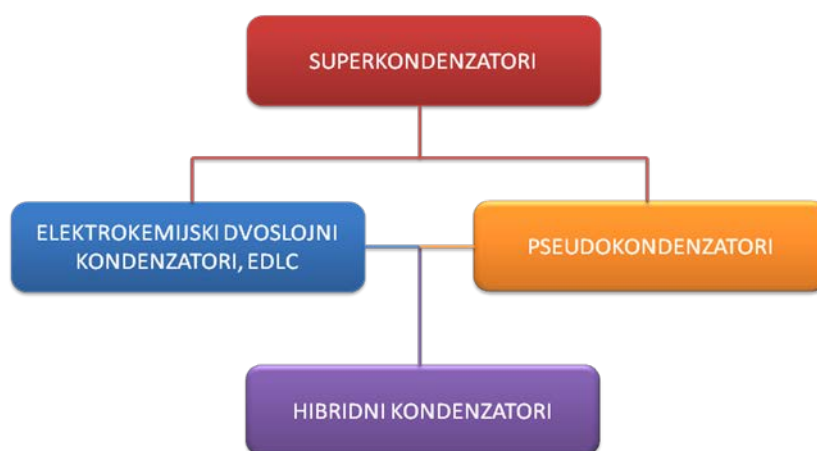 SUPERKONDENZATORI
ELEKTROKEMIJSKI DVOSLOJNI
KONDENZATORI, EDLC
PSEUDOKONDENZATORI
HIBRIDNI KONDENZATORI